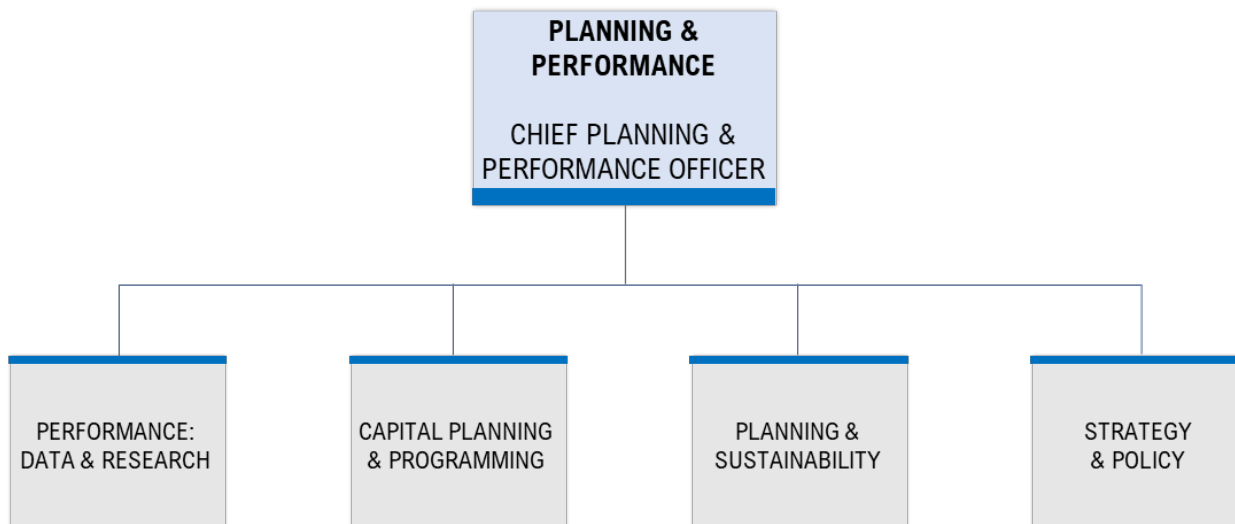 PLANNING &
PERFORMANCE
CHIEF PLANNING &
PERFORMANCE OFFICER
PERFORMANCE:
DATA & RESEARCH
CAPITAL PLANNING
& PROGRAMMING
PLANNING &
SUSTAINABILITY
STRATEGY
& POLICY